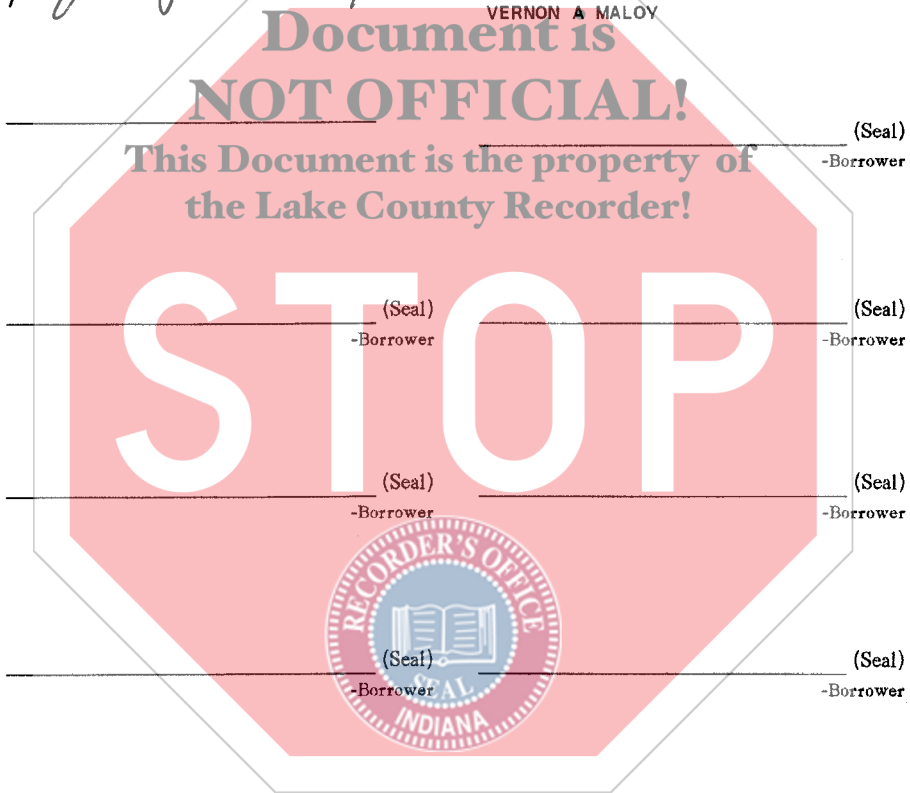 VERNON A MALOY
Document is
NOT OFFICIAL!
(Seal)
-Borrower
This Document is the property of
the Lake County Recorder!
STOP
(Seal) (Seal)
-Borrower -Borrower
(Seal) (Seal)
-Borrower -Borrower
RECORDER'S OFFICE
(Seal) (Seal)
-Borrower -Borrower
SEAL
INDIANA